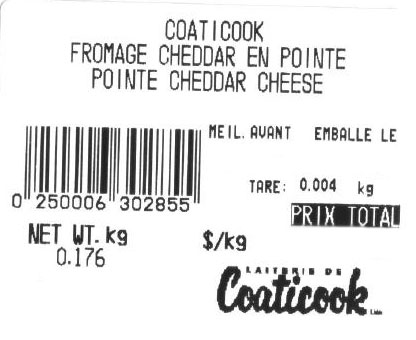 COATICOOK
FROMAGE CHEDDAR EN POINTE
POINTE CHEDDAR CHEESE
MEIL.AVANT EMBALLE LE
TARE: 0.004 kg
0 250006 302855
PRIX TOTAL
NET WT. kg
0.176
$/kg
LAITERIE DE
Coaticook